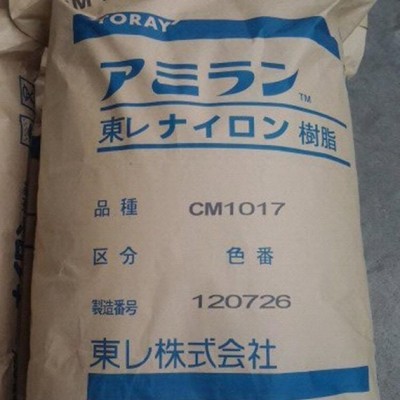 TORAY
アミラン™
東レ ナイロン 樹脂
品種 CM1017
区分 色番
製造番号 120726
東レ株式会社